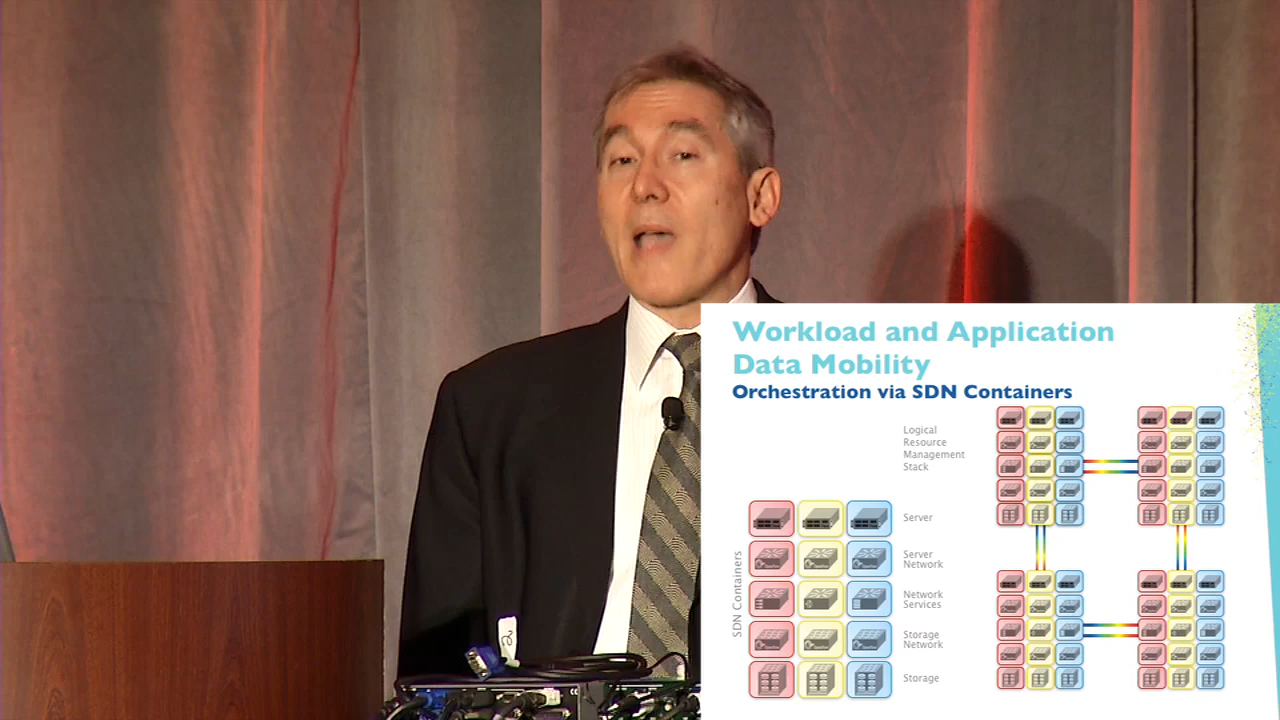 Workload and Application
Data Mobility
Orchestration via SDN Containers
Logical
Resource
Management
Stack
SDN Containers
Server
Server
Network
Network
Services
Storage
Network
Storage